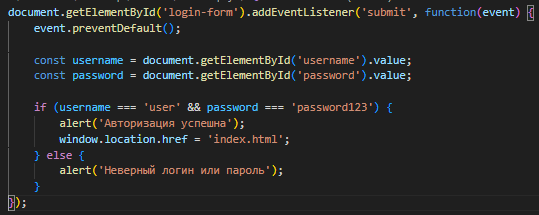 document.getElementById('login-form').addEventListener('submit', function(event) {
    event.preventDefault();

    const username = document.getElementById('username').value;
    const password = document.getElementById('password').value;

    if (username === 'user' && password === 'password123') {
        alert('Авторизация успешна');
        window.location.href = 'index.html';
    } else {
        alert('Неверный логин или пароль');
    }
});